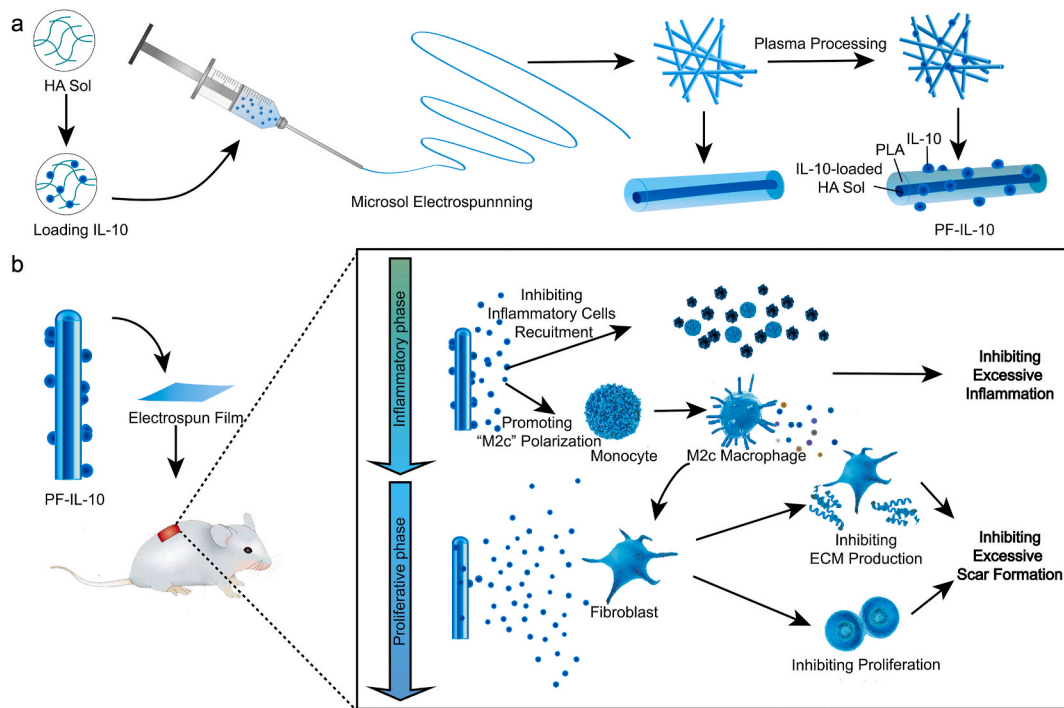 a
HA Sol
Loading IL-10
Microsol Electrospunnning
Plasma Processing
IL-10
PLA
IL-10-loaded
HA Sol
PF-IL-10
b
PF-IL-10
Electrospun Film
Inflammatory phase
Inhibiting
Inflammatory Cells
Recuitment
Promoting
“M2c” Polarization
Monocyte
M2c Macrophage
Inhibiting
Excessive
Inflammation
Proliferative phase
Fibroblast
Inhibiting
ECM Production
Inhibiting Proliferation
Inhibiting
Excessive
Scar Formation